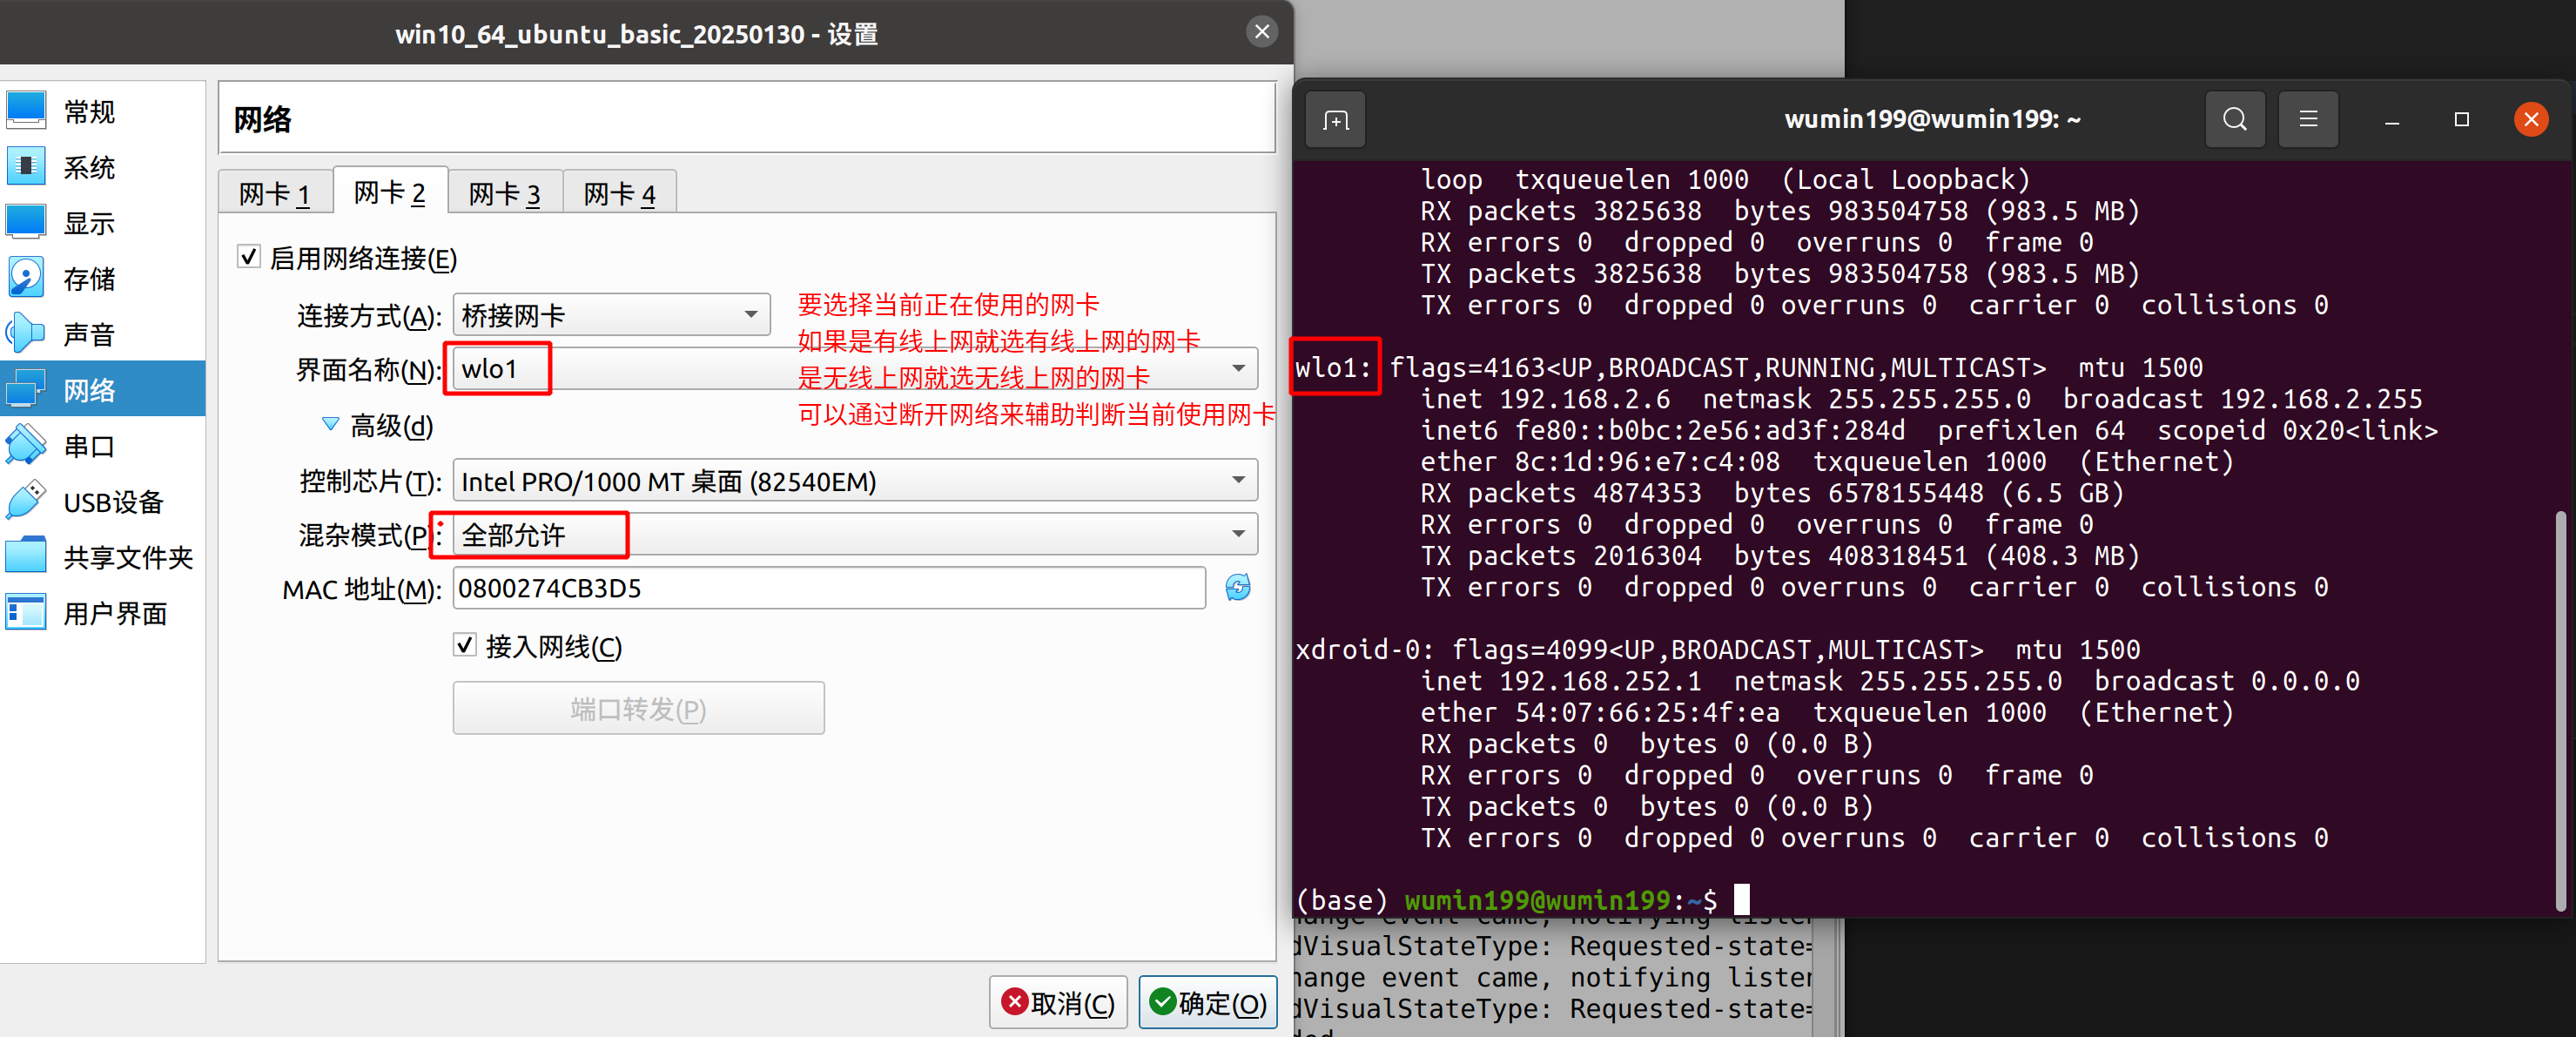 win10_64_ubuntu_basic_20250130 - 设置
常规
系统
显示
存储
声音
网络
串口
USB设备
共享文件夹
用户界面
网络
网卡 1
网卡 2
网卡 3
网卡 4
启用网络连接(E)
连接方式(A):
桥接网卡
界面名称(N):
wlo1
高级(d)
控制芯片(T):
Intel PRO/1000 MT 桌面 (82540EM)
混杂模式(P):
全部允许
MAC 地址(M):
0800274CB3D5
接入网线(C)
端口转发(P)
要选择当前正在使用的网卡
如果是有线上网就选有线上网的网卡
是无线上网就选无线上网的网卡
可以通过断开网络来辅助判断当前使用网卡
取消(C)
确定(O)
wumin199@wumin199: ~
loop  txqueuelen 1000  (Local Loopback)
RX packets 3825638  bytes 983504758 (983.5 MB)
RX errors 0  dropped 0  overruns 0  frame 0
TX packets 3825638  bytes 983504758 (983.5 MB)
TX errors 0  dropped 0 overruns 0  carrier 0  collisions 0
wlo1: flags=4163<UP,BROADCAST,RUNNING,MULTICAST>  mtu 1500
inet 192.168.2.6  netmask 255.255.255.0  broadcast 192.168.2.255
inet6 fe80::b0bc:2e56:ad3f:284d  prefixlen 64  scopeid 0x20<link>
ether 8c:1d:96:e7:c4:08  txqueuelen 1000  (Ethernet)
RX packets 4874353  bytes 6578155448 (6.5 GB)
RX errors 0  dropped 0  overruns 0  frame 0
TX packets 2016304  bytes 408318451 (408.3 MB)
TX errors 0  dropped 0 overruns 0  carrier 0  collisions 0
xdroid-0: flags=4099<UP,BROADCAST,MULTICAST>  mtu 1500
inet 192.168.252.1  netmask 255.255.255.0  broadcast 0.0.0.0
ether 54:07:66:25:4f:ea  txqueuelen 1000  (Ethernet)
RX packets 0  bytes 0 (0.0 B)
RX errors 0  dropped 0  overruns 0  frame 0
TX packets 0  bytes 0 (0.0 B)
TX errors 0  dropped 0 overruns 0  carrier 0  collisions 0
(base) wumin199@wumin199:~$
ange event came, notifying lister
dVisualStateType: Requested-state=
hange event came, notifying lister
dVisualStateType: Requested-state=